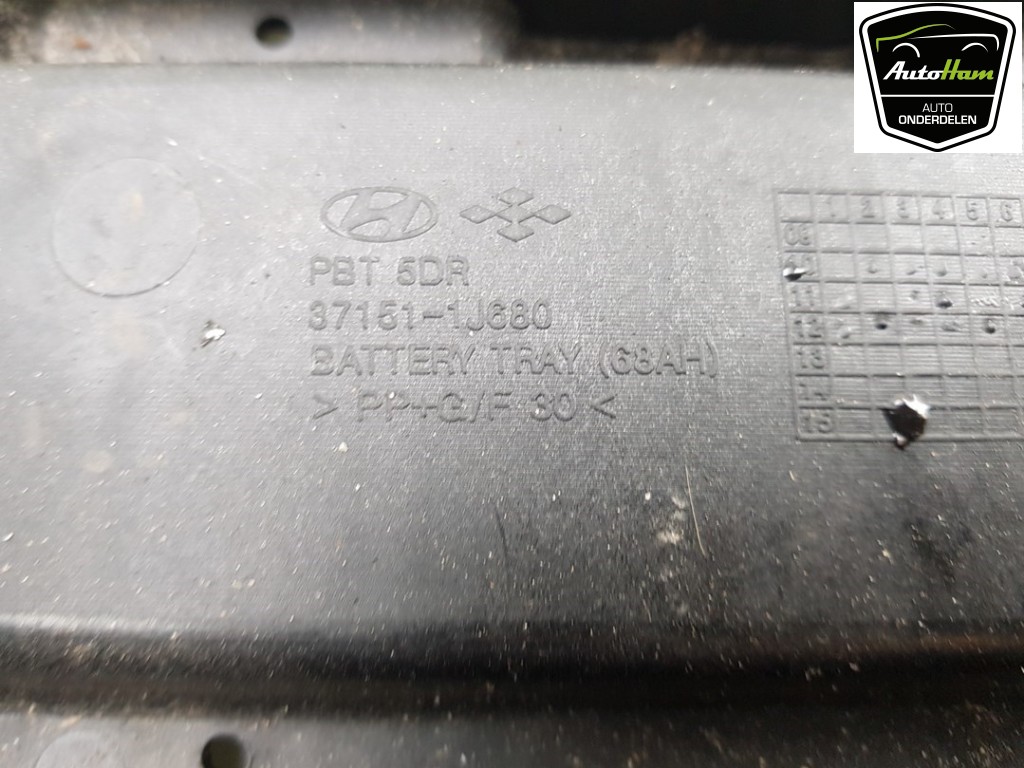 AutoHam
AUTO
ONDERDELEN
PBT 5DR
37151-1J680
BATTERY TRAY (68AH)
> PP+G/F 30 <
1 2 3 4 5 6
09
10
11
12
13
14
15